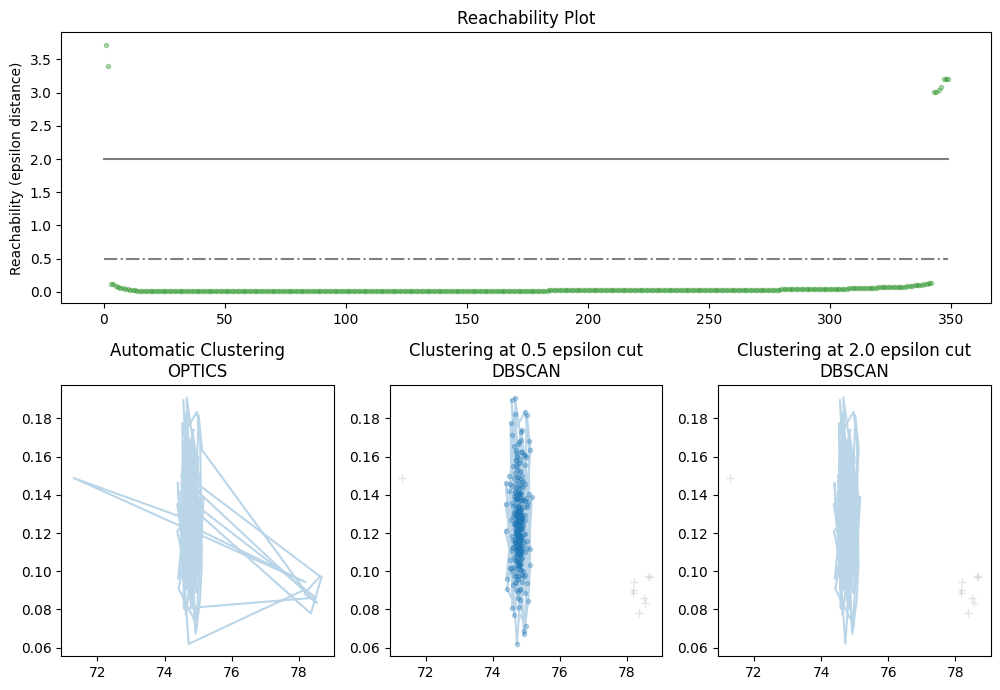 Reachability Plot
Reachability (epsilon distance)
3.5
3.0
2.5
2.0
1.5
1.0
0.5
0.0
0 50 100 150 200 250 300 350
Automatic Clustering
OPTICS
0.18
0.16
0.14
0.12
0.10
0.08
0.06
72 74 76 78
Clustering at 0.5 epsilon cut
DBSCAN
0.18
0.16
0.14
0.12
0.10
0.08
0.06
72 74 76 78
Clustering at 2.0 epsilon cut
DBSCAN
0.18
0.16
0.14
0.12
0.10
0.08
0.06
72 74 76 78